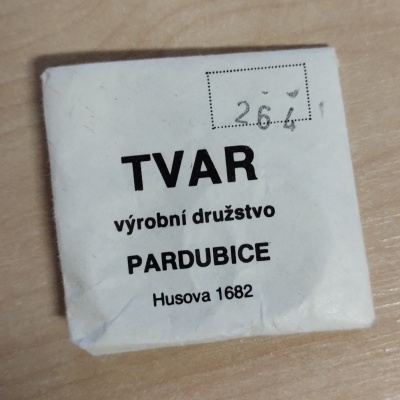 264
TVAR
výrobní družstvo
PARDUBICE
Husova 1682